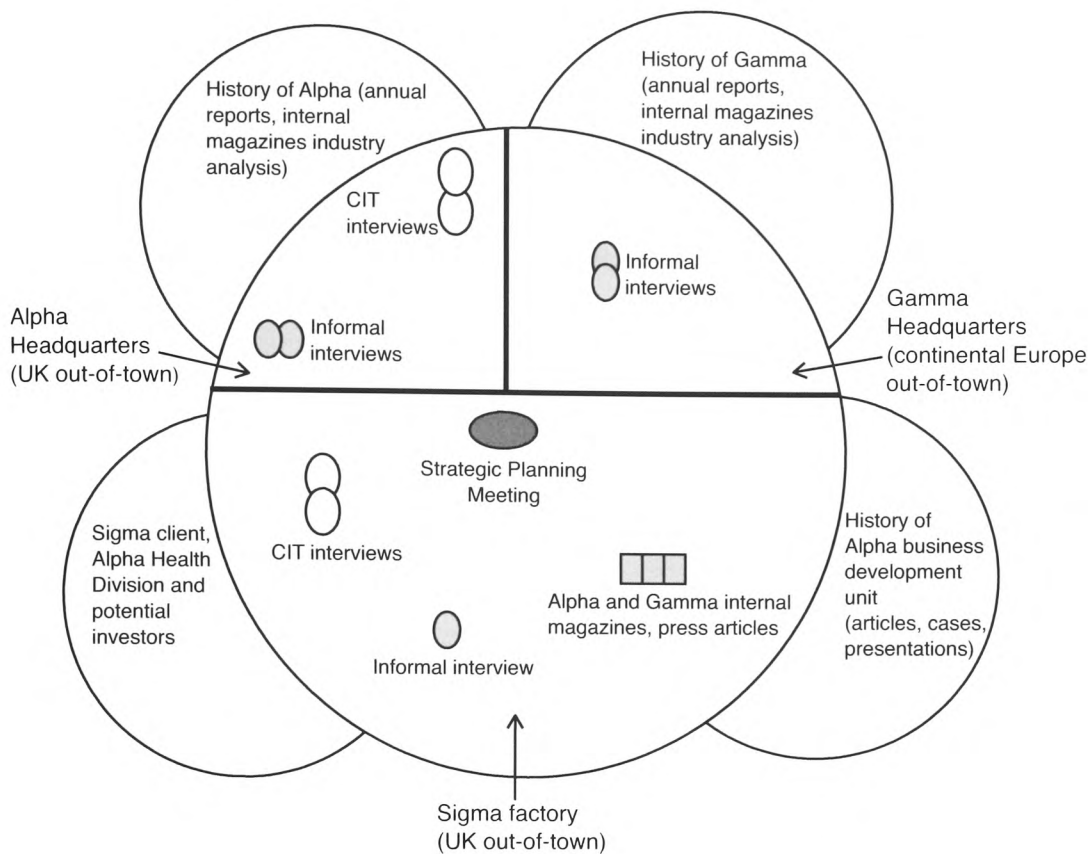 History of Alpha (annual
reports, internal
magazines industry
analysis)
History of Gamma
(annual reports,
internal magazines
industry analysis)
CIT
interviews
Informal
interviews
Informal
interviews
Alpha
Headquarters
(UK out-of-town)
Gamma
Headquarters
(continental Europe
out-of-town)
Strategic Planning
Meeting
CIT interviews
Sigma client,
Alpha Health
Division and
potential
investors
Alpha and Gamma internal
magazines, press articles
History of
Alpha business
development
unit
(articles, cases,
presentations)
Informal interview
Sigma factory
(UK out-of-town)